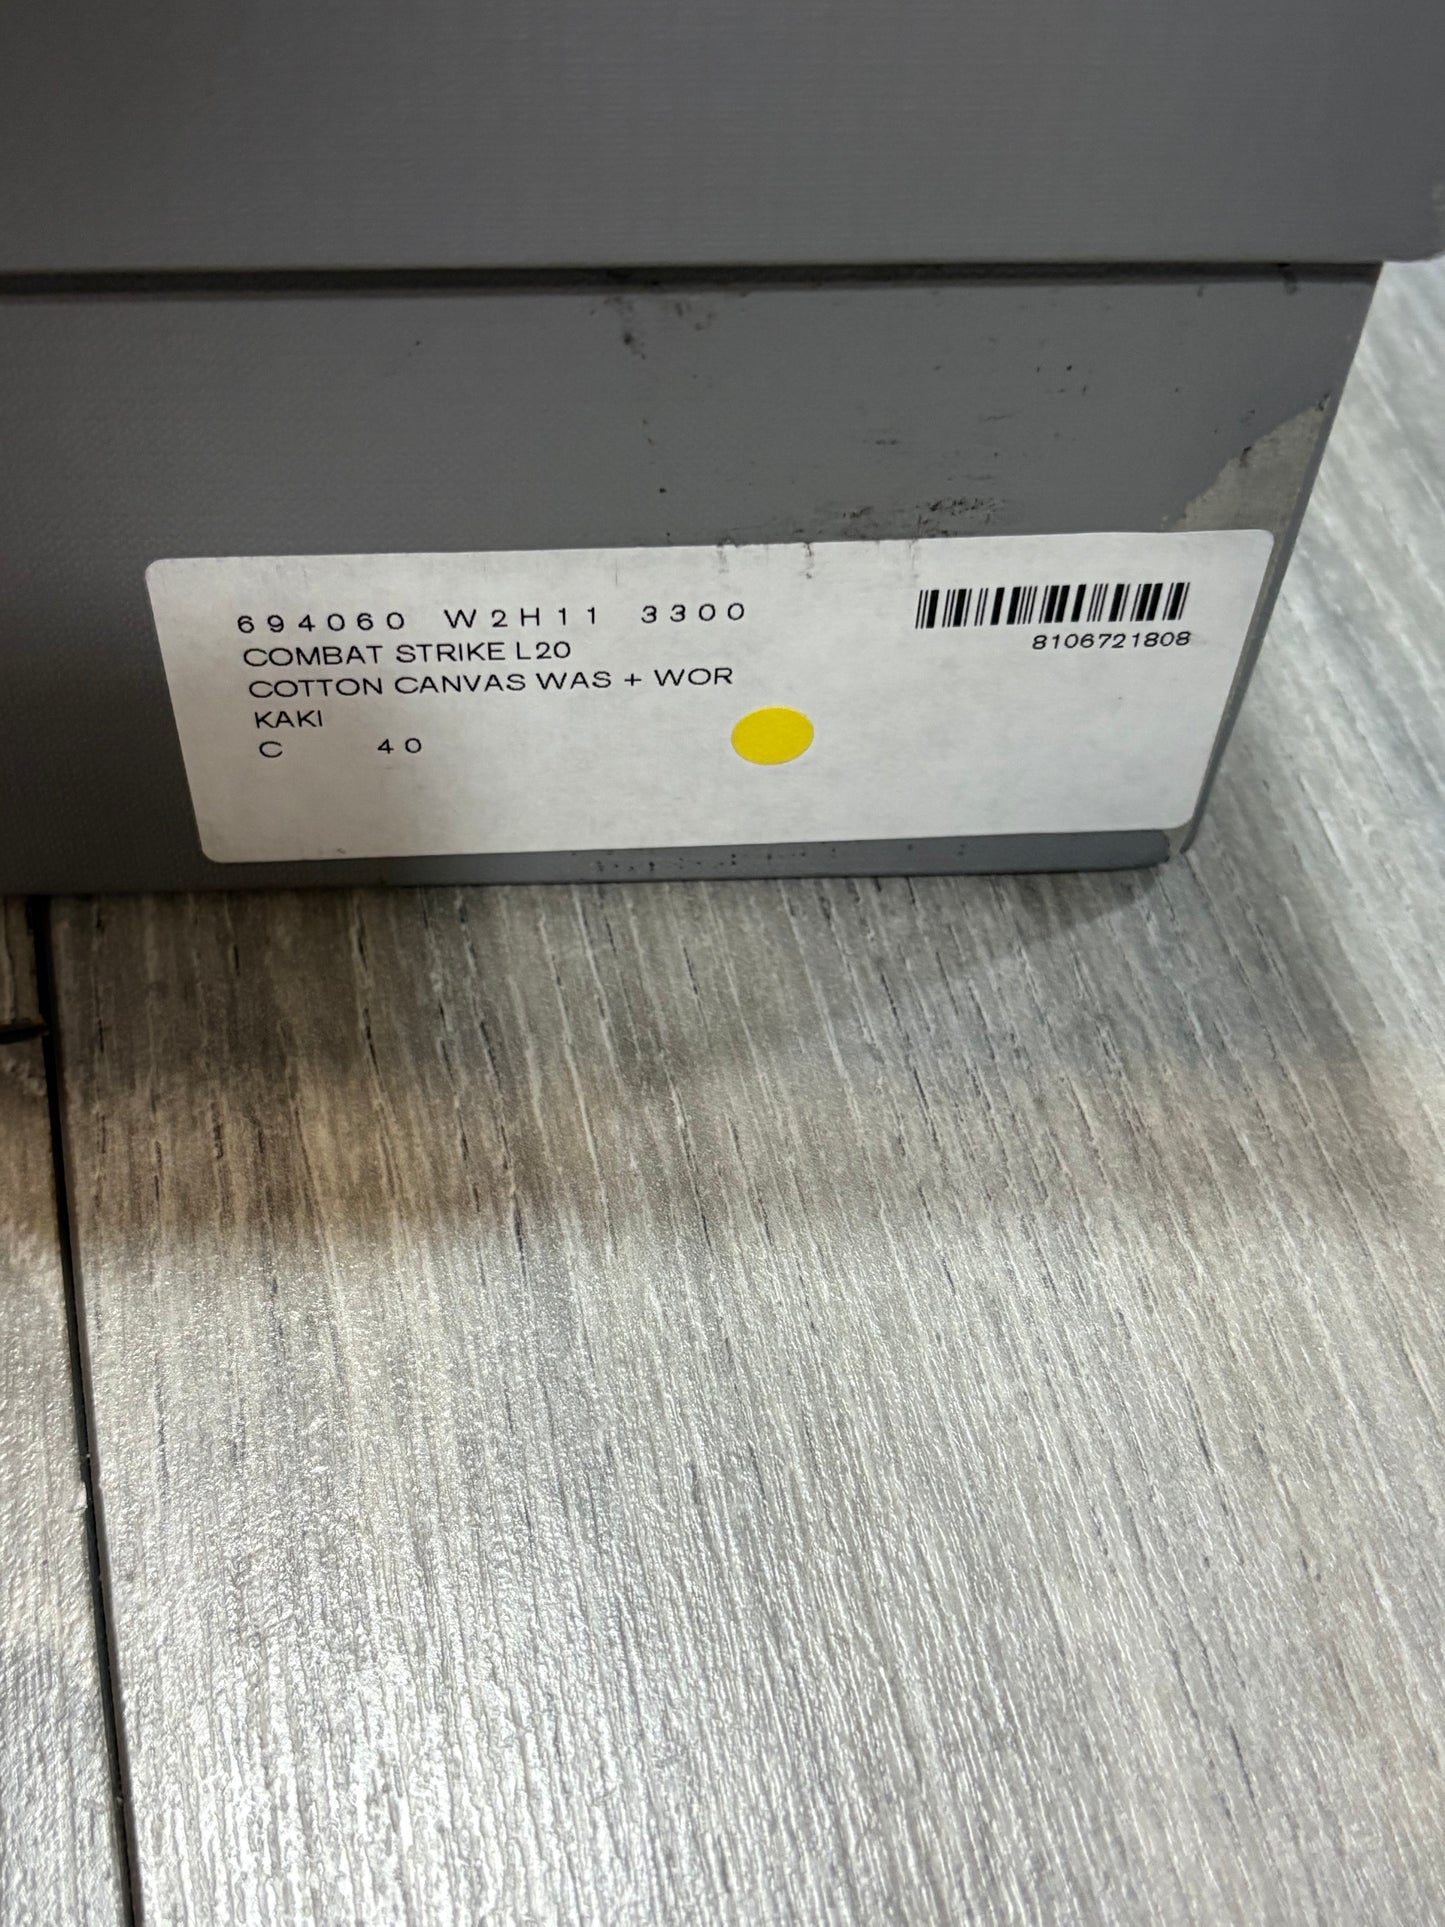 694060 W2H11 3300
COMBAT STRIKE L20
COTTON CANVAS WAS + WOR
KAKI
C 40
8106721808